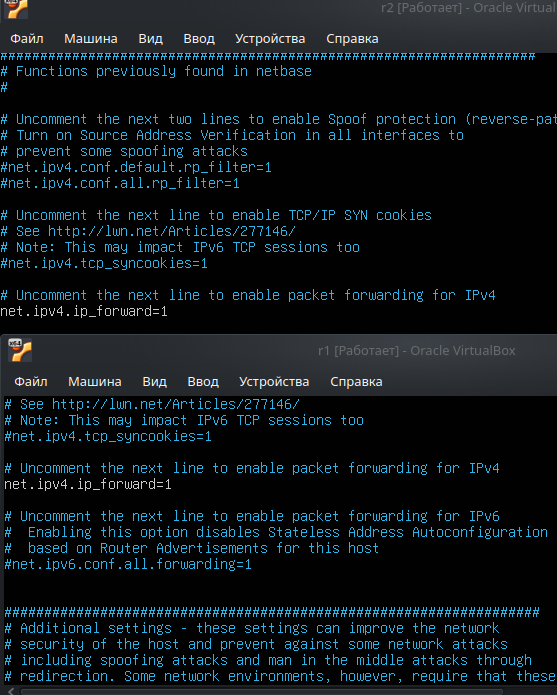 r2 [Работает] - Oracle Virtual
Файл Машина Вид Ввод Устройства Справка
###################################################################
# Functions previously found in netbase
#
# Uncomment the next two lines to enable Spoof protection (reverse-pat
# Turn on Source Address Verification in all interfaces to
# prevent some spoofing attacks
#net.ipv4.conf.default.rp_filter=1
#net.ipv4.conf.all.rp_filter=1
# Uncomment the next line to enable TCP/IP SYN cookies
# See http://lwn.net/Articles/277146/
# Note: This may impact IPv6 TCP sessions too
#net.ipv4.tcp_syncookies=1
# Uncomment the next line to enable packet forwarding for IPv4
net.ipv4.ip_forward=1
r1 [Работает] - Oracle VirtualBox
Файл Машина Вид Ввод Устройства Справка
# See http://lwn.net/Articles/277146/
# Note: This may impact IPv6 TCP sessions too
#net.ipv4.tcp_syncookies=1
# Uncomment the next line to enable packet forwarding for IPv4
net.ipv4.ip_forward=1
# Uncomment the next line to enable packet forwarding for IPv6
#  Enabling this option disables Stateless Address Autoconfiguration
#  based on Router Advertisements for this host
#net.ipv6.conf.all.forwarding=1
###################################################################
# Additional settings - these settings can improve the network
# security of the host and prevent against some network attacks
# including spoofing attacks and man in the middle attacks through
# redirection. Some network environments, however, require that these